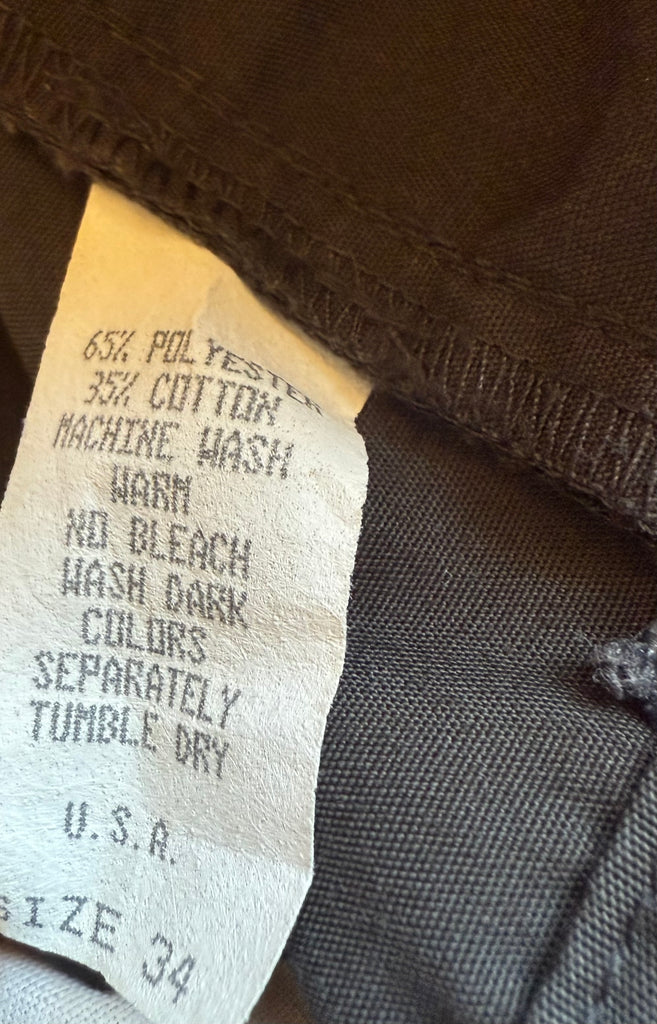 65% POLYESTER
35% COTTON
MACHINE WASH
WARM
NO BLEACH
WASH DARK
COLORS
SEPARATELY
TUMBLE DRY
U.S.A.
SIZE 34